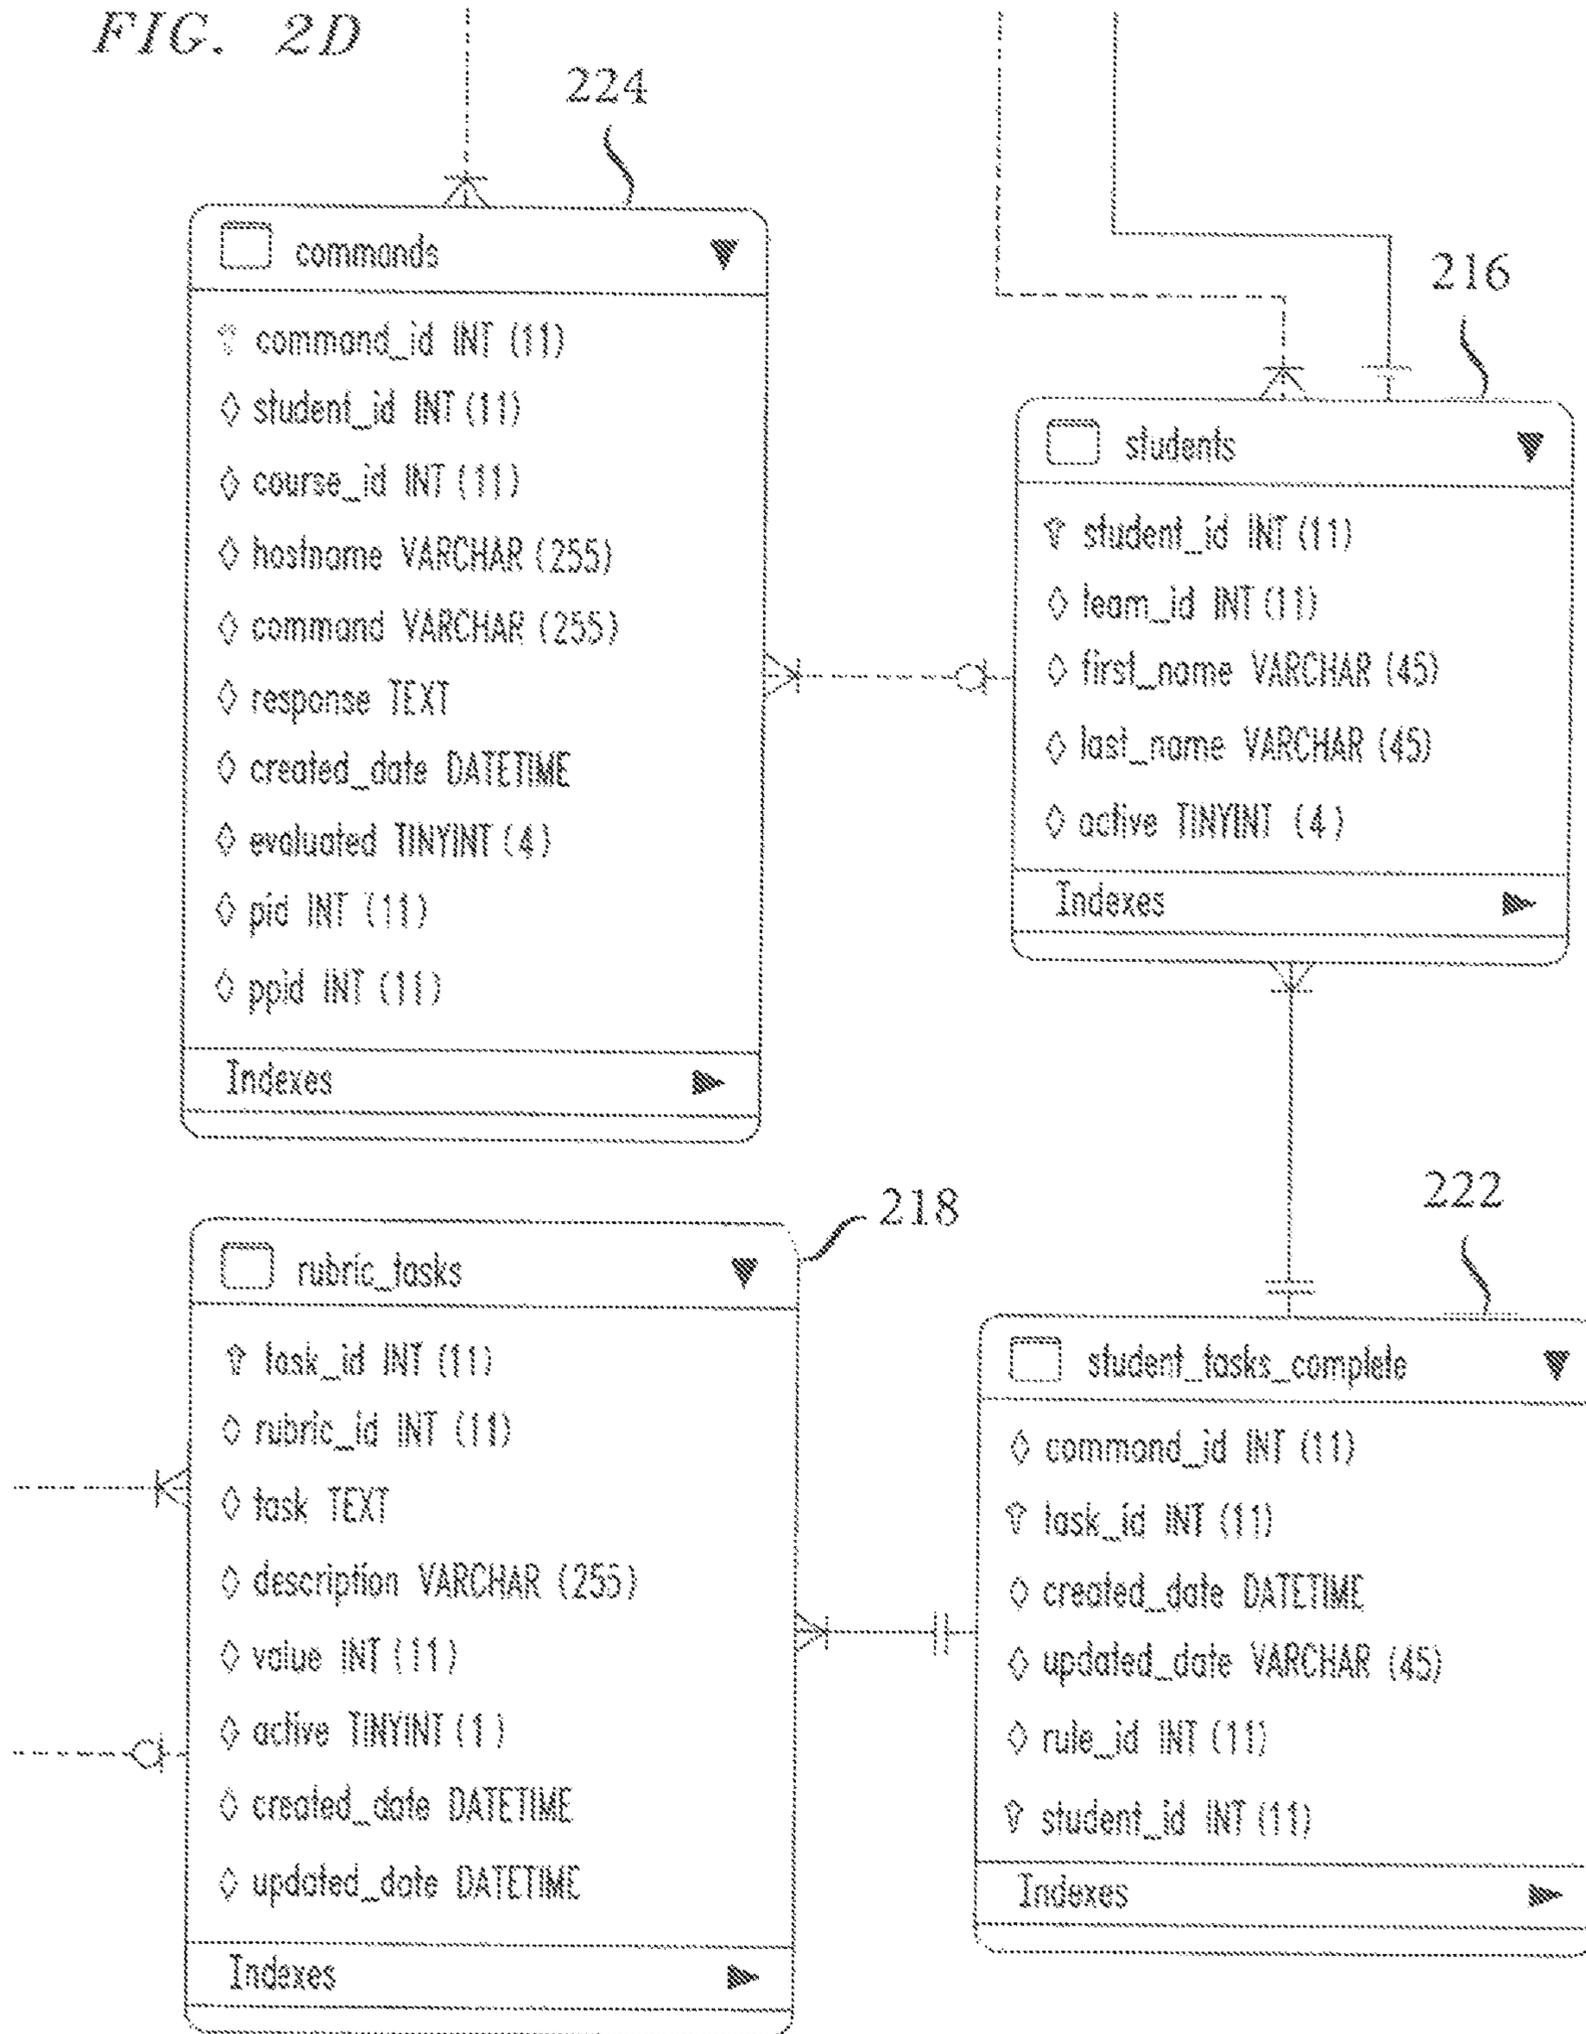 FIG. 2D
224
commands
command_id INT (11)
student_id INT (11)
course_id INT (11)
hostname VARCHAR (255)
command VARCHAR (255)
response TEXT
created_date DATETIME
evaluated TINYINT (4)
pid INT (11)
ppid INT (11)
Indexes
216
students
student_id INT (11)
team_id INT (11)
first_name VARCHAR (45)
last_name VARCHAR (45)
active TINYINT (4)
Indexes
218
rubric_tasks
task_id INT (11)
rubric_id INT (11)
task TEXT
description VARCHAR (255)
value INT (11)
active TINYINT (1)
created_date DATETIME
updated_date DATETIME
Indexes
222
student_tasks_complete
command_id INT (11)
task_id INT (11)
created_date DATETIME
updated_date VARCHAR (45)
rule_id INT (11)
student_id INT (11)
Indexes